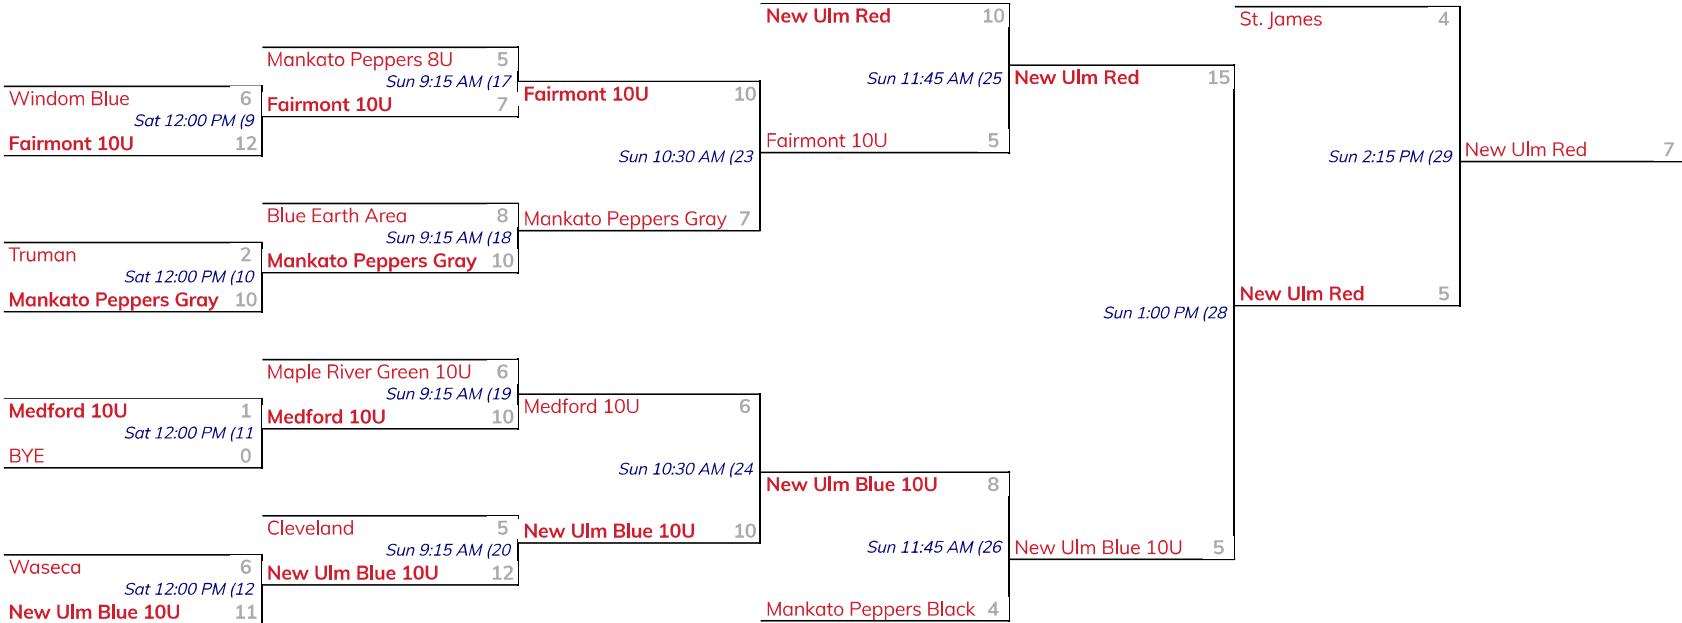 New Ulm Red 10
St. James 4
Mankato Peppers 8U 5
Sun 9:15 AM (17
Fairmont 10U 7
Windom Blue 6
Sat 12:00 PM (9
Fairmont 10U 12
Fairmont 10U 10
Sun 11:45 AM (25
New Ulm Red 15
Fairmont 10U 5
Sun 10:30 AM (23
Sun 2:15 PM (29
New Ulm Red 7
Blue Earth Area 8
Sun 9:15 AM (18
Mankato Peppers Gray 10
Mankato Peppers Gray 7
Truman 2
Sat 12:00 PM (10
Mankato Peppers Gray 10
New Ulm Red 5
Sun 1:00 PM (28
Maple River Green 10U 6
Sun 9:15 AM (19
Medford 10U 10
Medford 10U 1
Sat 12:00 PM (11
BYE 0
Medford 10U 6
Sun 10:30 AM (24
New Ulm Blue 10U 8
Cleveland 5
Sun 9:15 AM (20
New Ulm Blue 10U 12
New Ulm Blue 10U 10
Sun 11:45 AM (26
New Ulm Blue 10U 5
Waseca 6
Sat 12:00 PM (12
New Ulm Blue 10U 11
Mankato Peppers Black 4